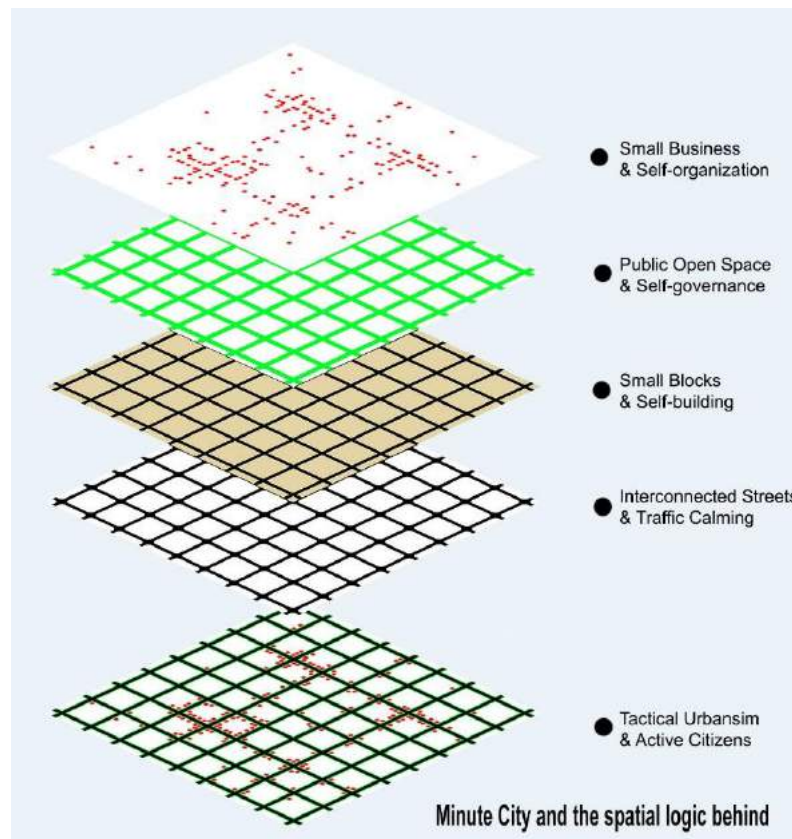 Small Business
& Self-organization
Public Open Space
& Self-governance
Small Blocks
& Self-building
Interconnected Streets
& Traffic Calming
Tactical Urbansim
& Active Citizens
Minute City and the spatial logic behind